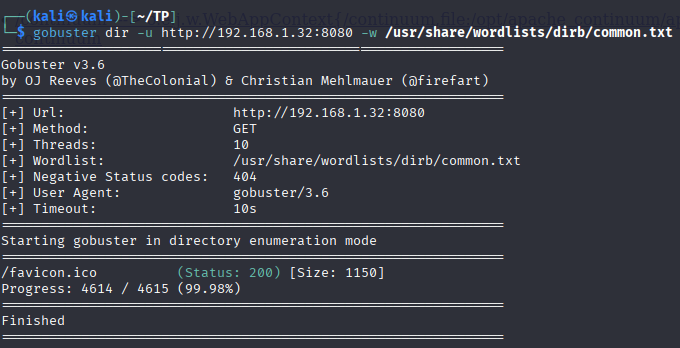 ┌──(kali㉿kali)-[~/TP]
└─$ gobuster dir -u http://192.168.1.32:8080 -w /usr/share/wordlists/dirb/common.txt
===============================================================
Gobuster v3.6
by OJ Reeves (@TheColonial) & Christian Mehlmauer (@firefart)
===============================================================
[+] Url:                     http://192.168.1.32:8080
[+] Method:                  GET
[+] Threads:                 10
[+] Wordlist:                /usr/share/wordlists/dirb/common.txt
[+] Negative Status codes:   404
[+] User Agent:              gobuster/3.6
[+] Timeout:                 10s
===============================================================
Starting gobuster in directory enumeration mode
===============================================================
/favicon.ico          (Status: 200) [Size: 1150]
Progress: 4614 / 4615 (99.98%)
===============================================================
Finished
===============================================================